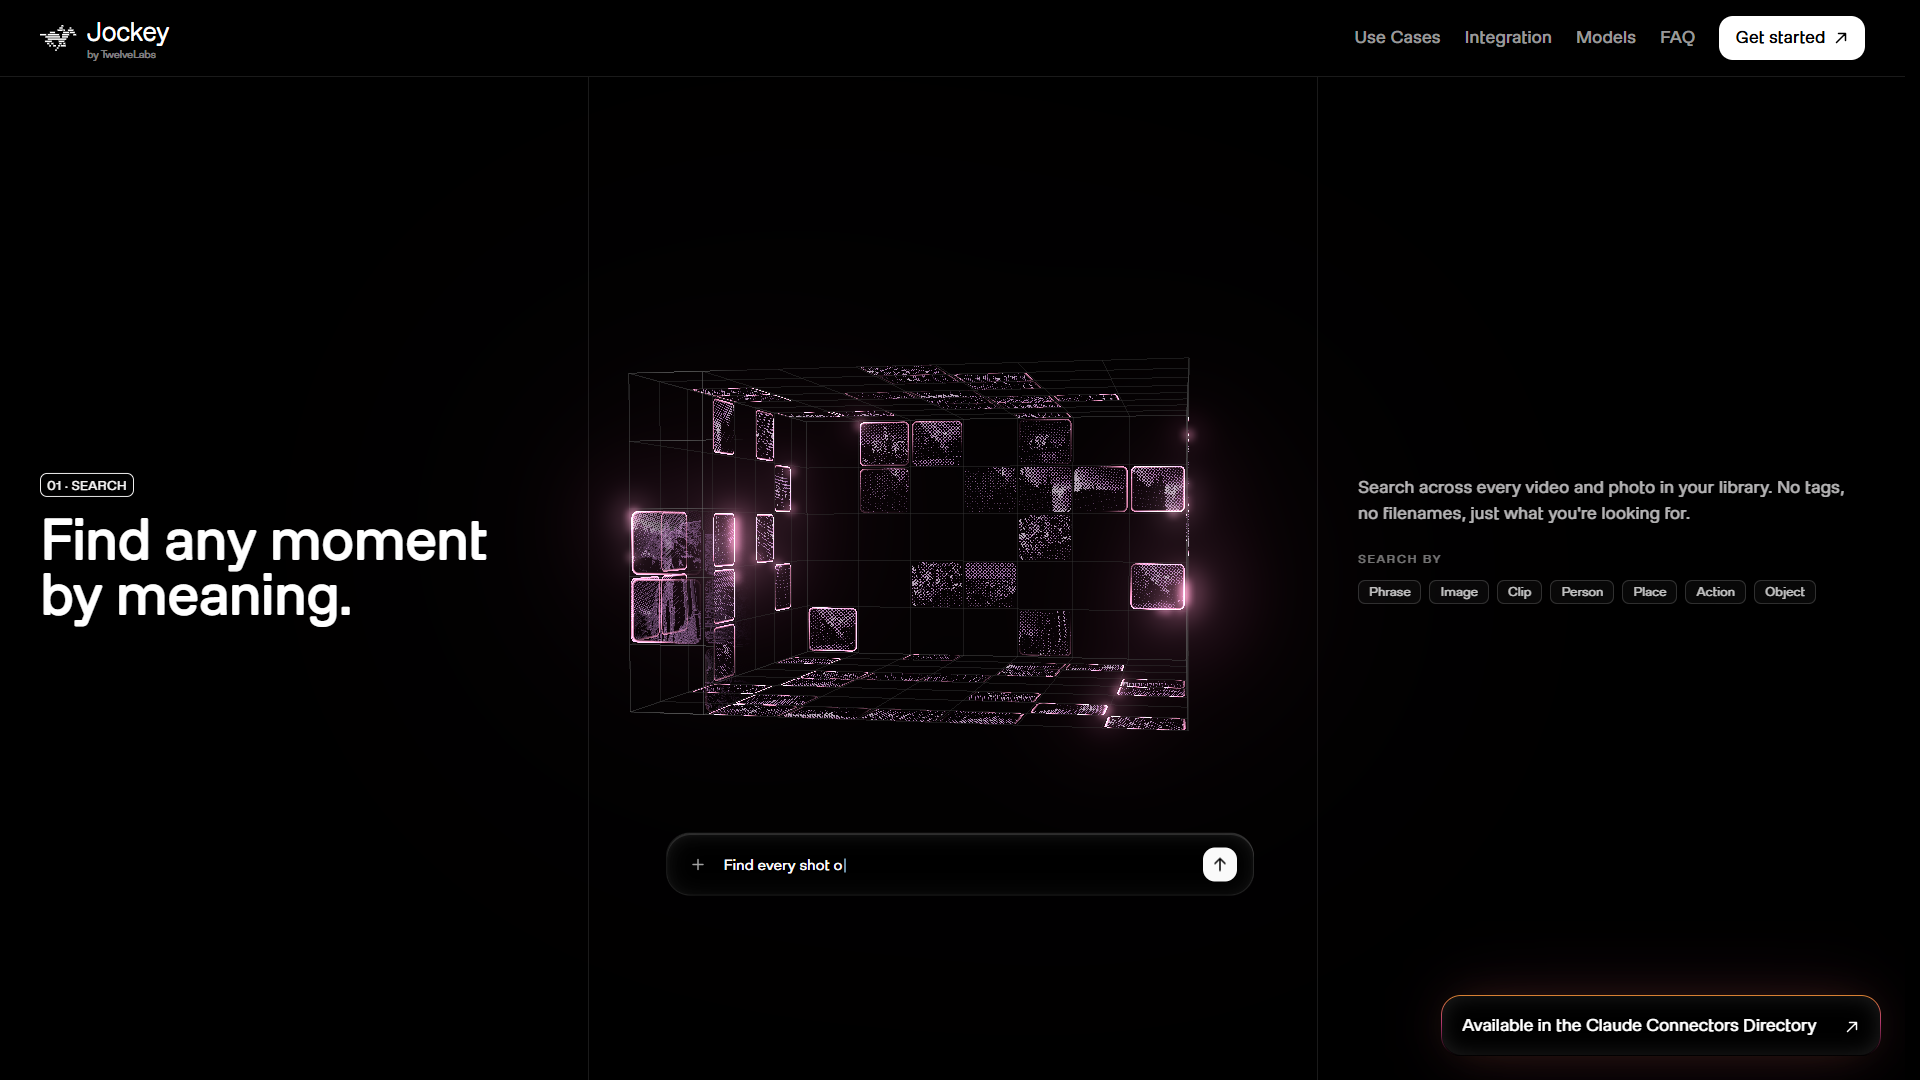 Jockey
by TwelveLabs
Use Cases
Integration
Models
FAQ
Get started
01 · SEARCH
Find any moment
by meaning.
Search across every video and photo in your library. No tags,
no filenames, just what you're looking for.
SEARCH BY
Phrase
Image
Clip
Person
Place
Action
Object
Find every shot o
Available in the Claude Connectors Directory